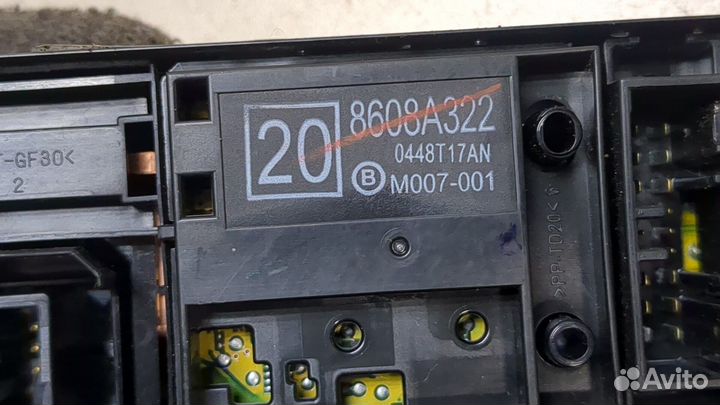 20
8608A322
0448T17AN
B M007-001
T-GF30<
2
>PP-TD20<
Avito